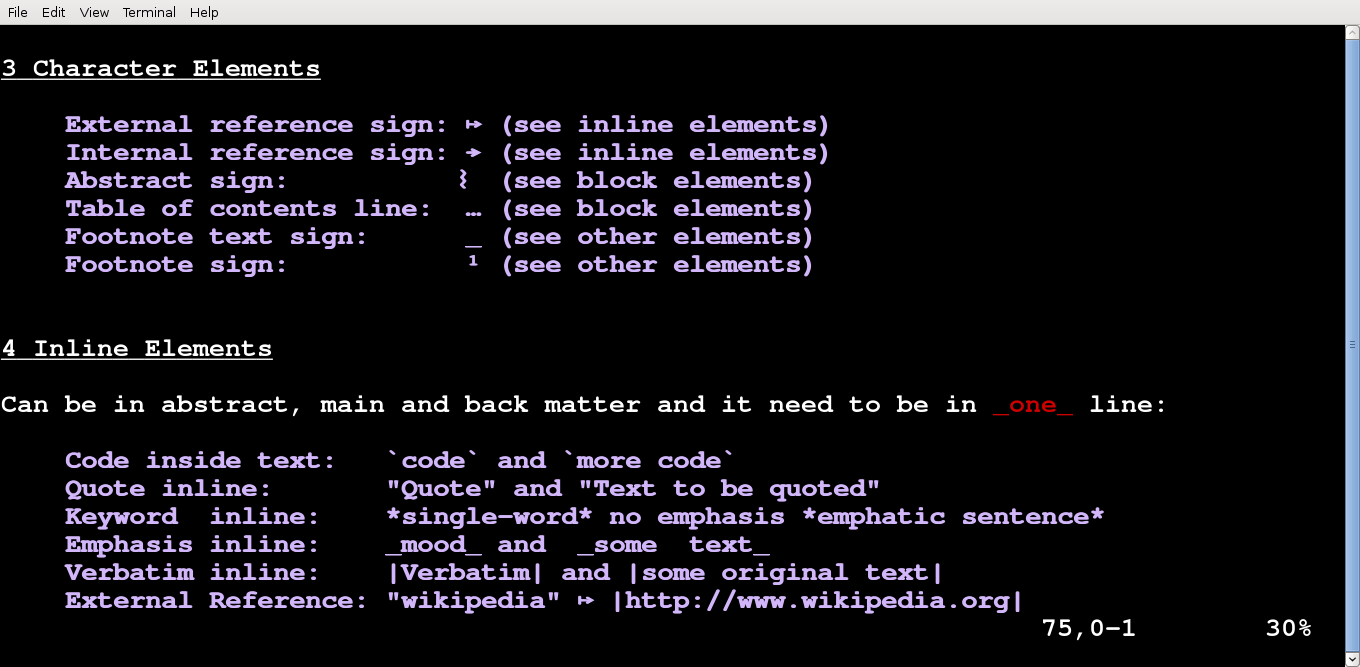 File Edit View Terminal Help
3 Character Elements
External reference sign: ↦ (see inline elements)
Internal reference sign: → (see inline elements)
Abstract sign: ⌇ (see block elements)
Table of contents line: … (see block elements)
Footnote text sign: _ (see other elements)
Footnote sign: ¹ (see other elements)
4 Inline Elements
Can be in abstract, main and back matter and it need to be in _one_ line:
Code inside text: `code` and `more code`
Quote inline: "Quote" and "Text to be quoted"
Keyword  inline: *single-word* no emphasis *emphatic sentence*
Emphasis inline: _mood_ and  _some  text_
Verbatim inline: |Verbatim| and |some original text|
External Reference: "wikipedia" ↦ |http://www.wikipedia.org|
75,0-1 30%